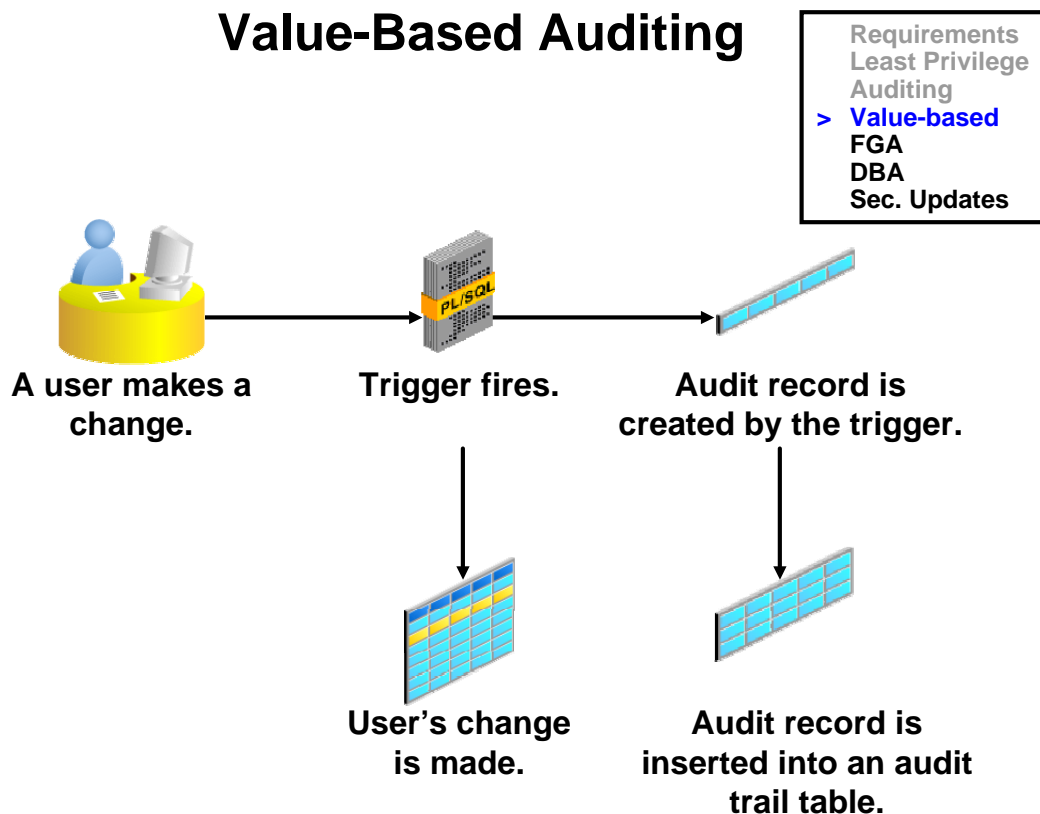 Value-Based Auditing
Requirements
Least Privilege
Auditing
> Value-based
FGA
DBA
Sec. Updates
PL/SQL
A user makes a
change.
Trigger fires.
Audit record is
created by the trigger.
User’s change
is made.
Audit record is
inserted into an audit
trail table.